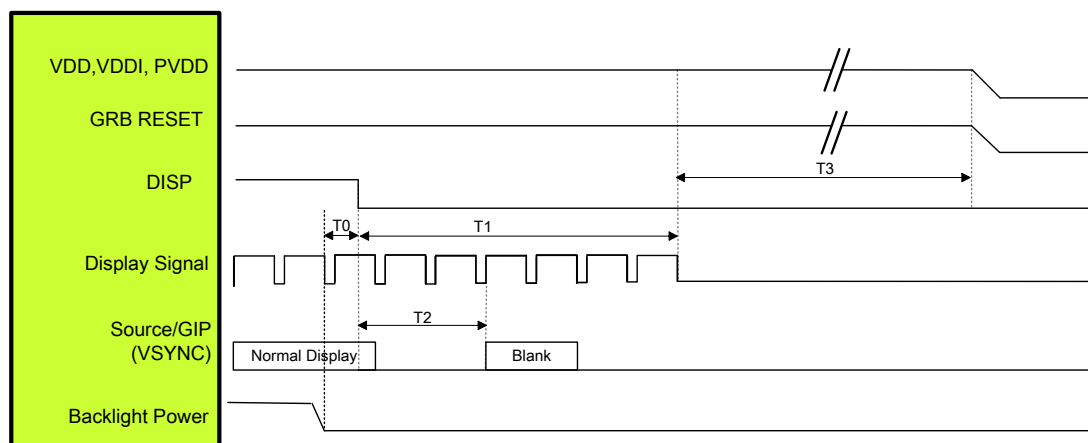 VDD,VDDI, PVDD
GRB RESET
T3
DISP
T0
T1
Display Signal
T2
Source/GIP
(VSYNC)
Normal Display
Blank
Backlight Power